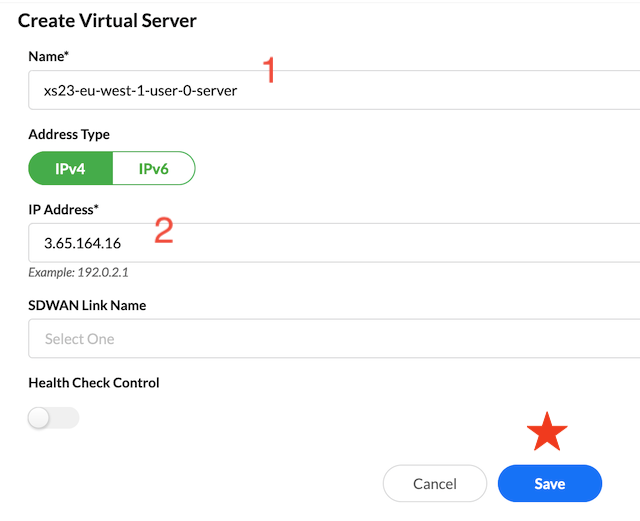 Create Virtual Server
Name*
1
xs23-eu-west-1-user-0-server
Address Type
IPv4 IPv6
IP Address*
2
3.65.164.16
Example: 192.0.2.1
SDWAN Link Name
Select One
Health Check Control
Cancel Save